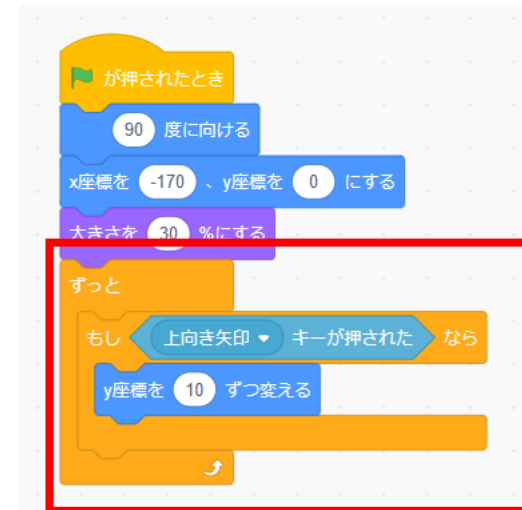 が押されたとき
90 度に向ける
x座標を -170 、y座標を 0 にする
大きさを 30 %にする
ずっと
もし 上向き矢印 キーが押された なら
y座標を 10 ずつ変える